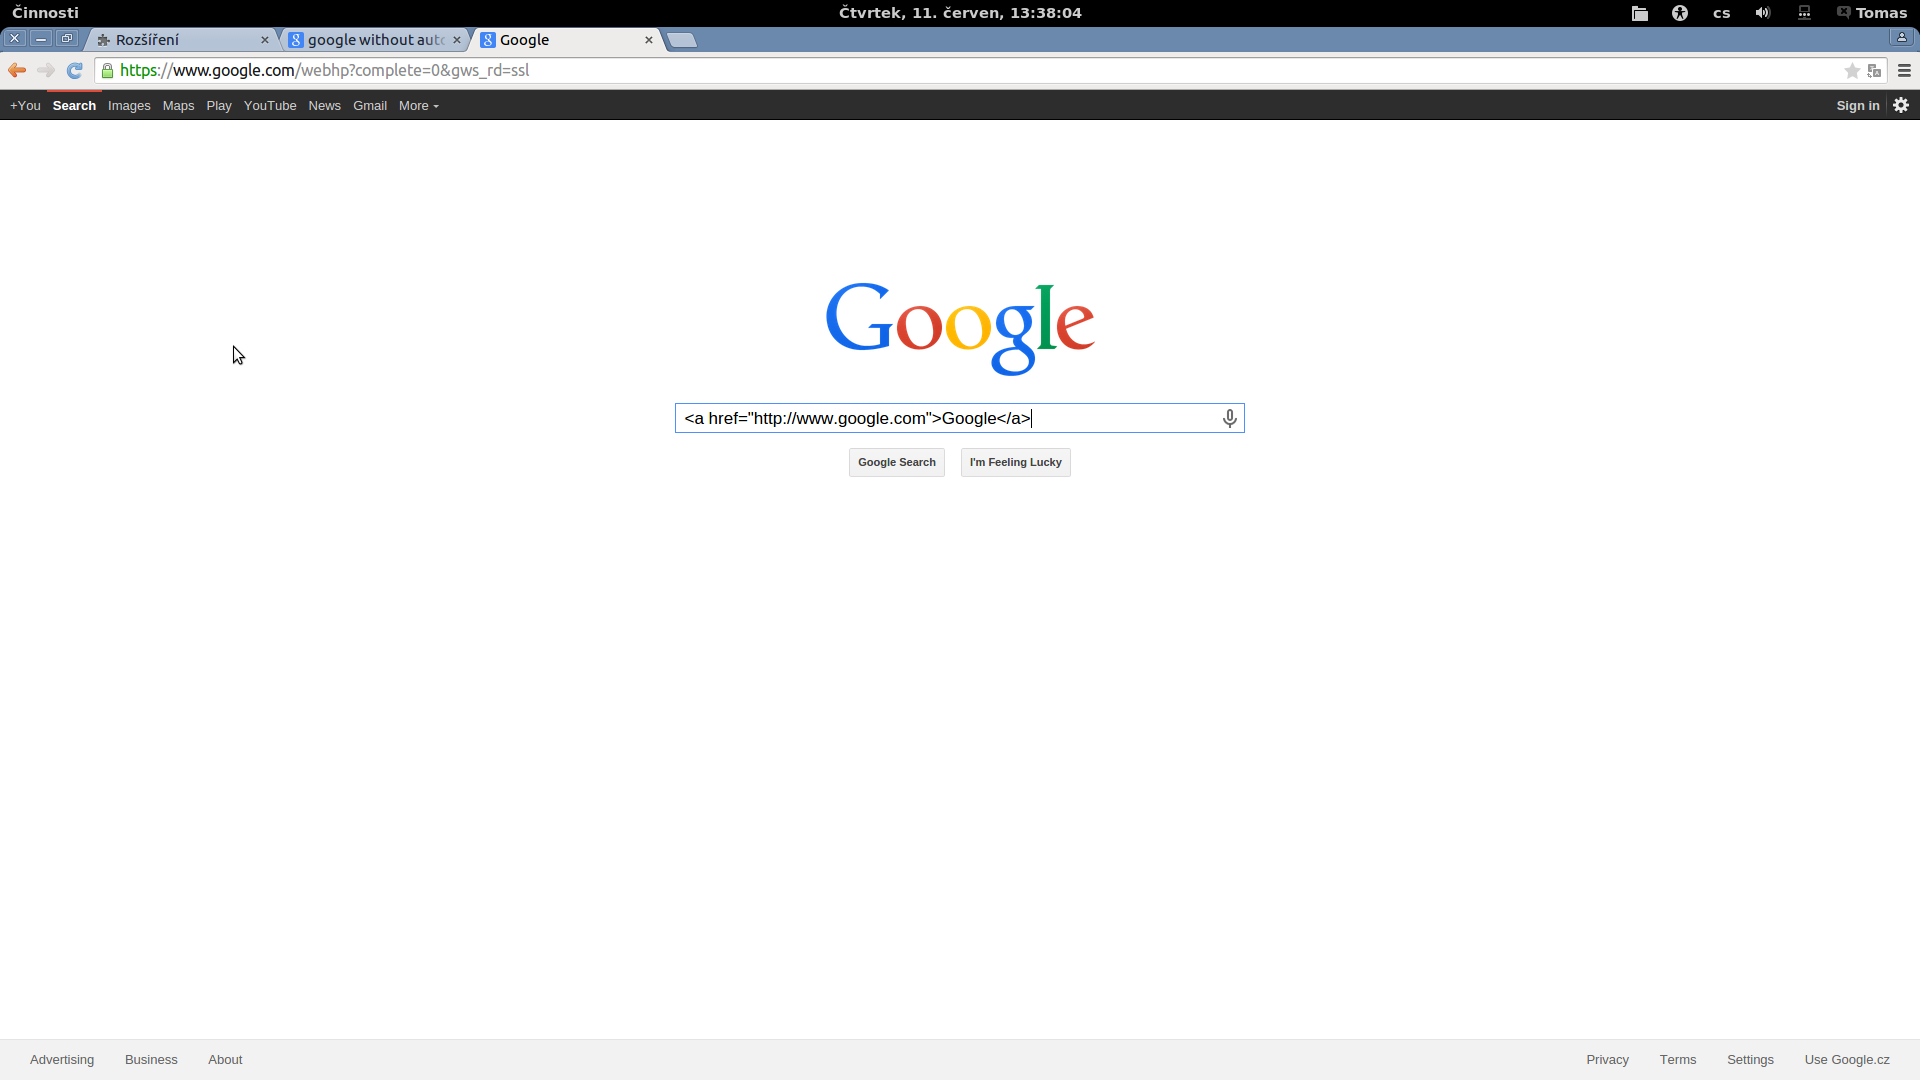 Činnosti
Čtvrtek, 11. červen, 13:38:04
cs
Tomas
Rozšíření
google without auto
Google
https://www.google.com/webhp?complete=0&gws_rd=ssl
+You Search Images Maps Play YouTube News Gmail More
Sign in
Google
<a href="http://www.google.com">Google</a>
Google Search
I'm Feeling Lucky
Advertising Business About
Privacy Terms Settings Use Google.cz